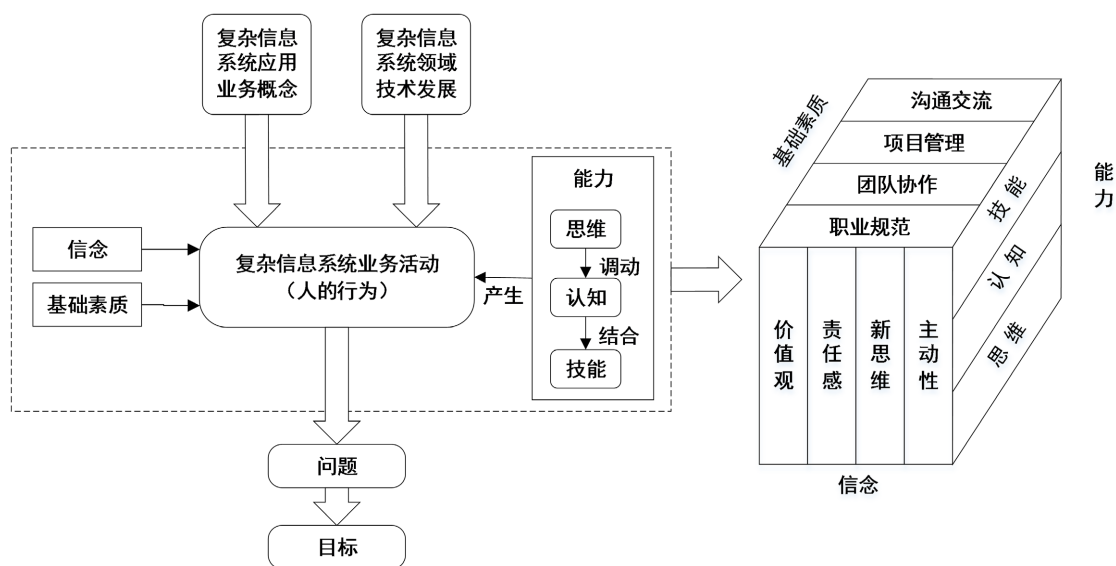 复杂信息
系统应用
业务概念
复杂信息
系统领域
技术发展
信念
基础素质
复杂信息系统业务活动
（人的行为）
产生
能力
思维
调动
认知
结合
技能
问题
目标
基础素质
沟通交流
项目管理
团队协作
职业规范
价值观
责任感
新思维
主动性
信念
技能
认知
思维
能力